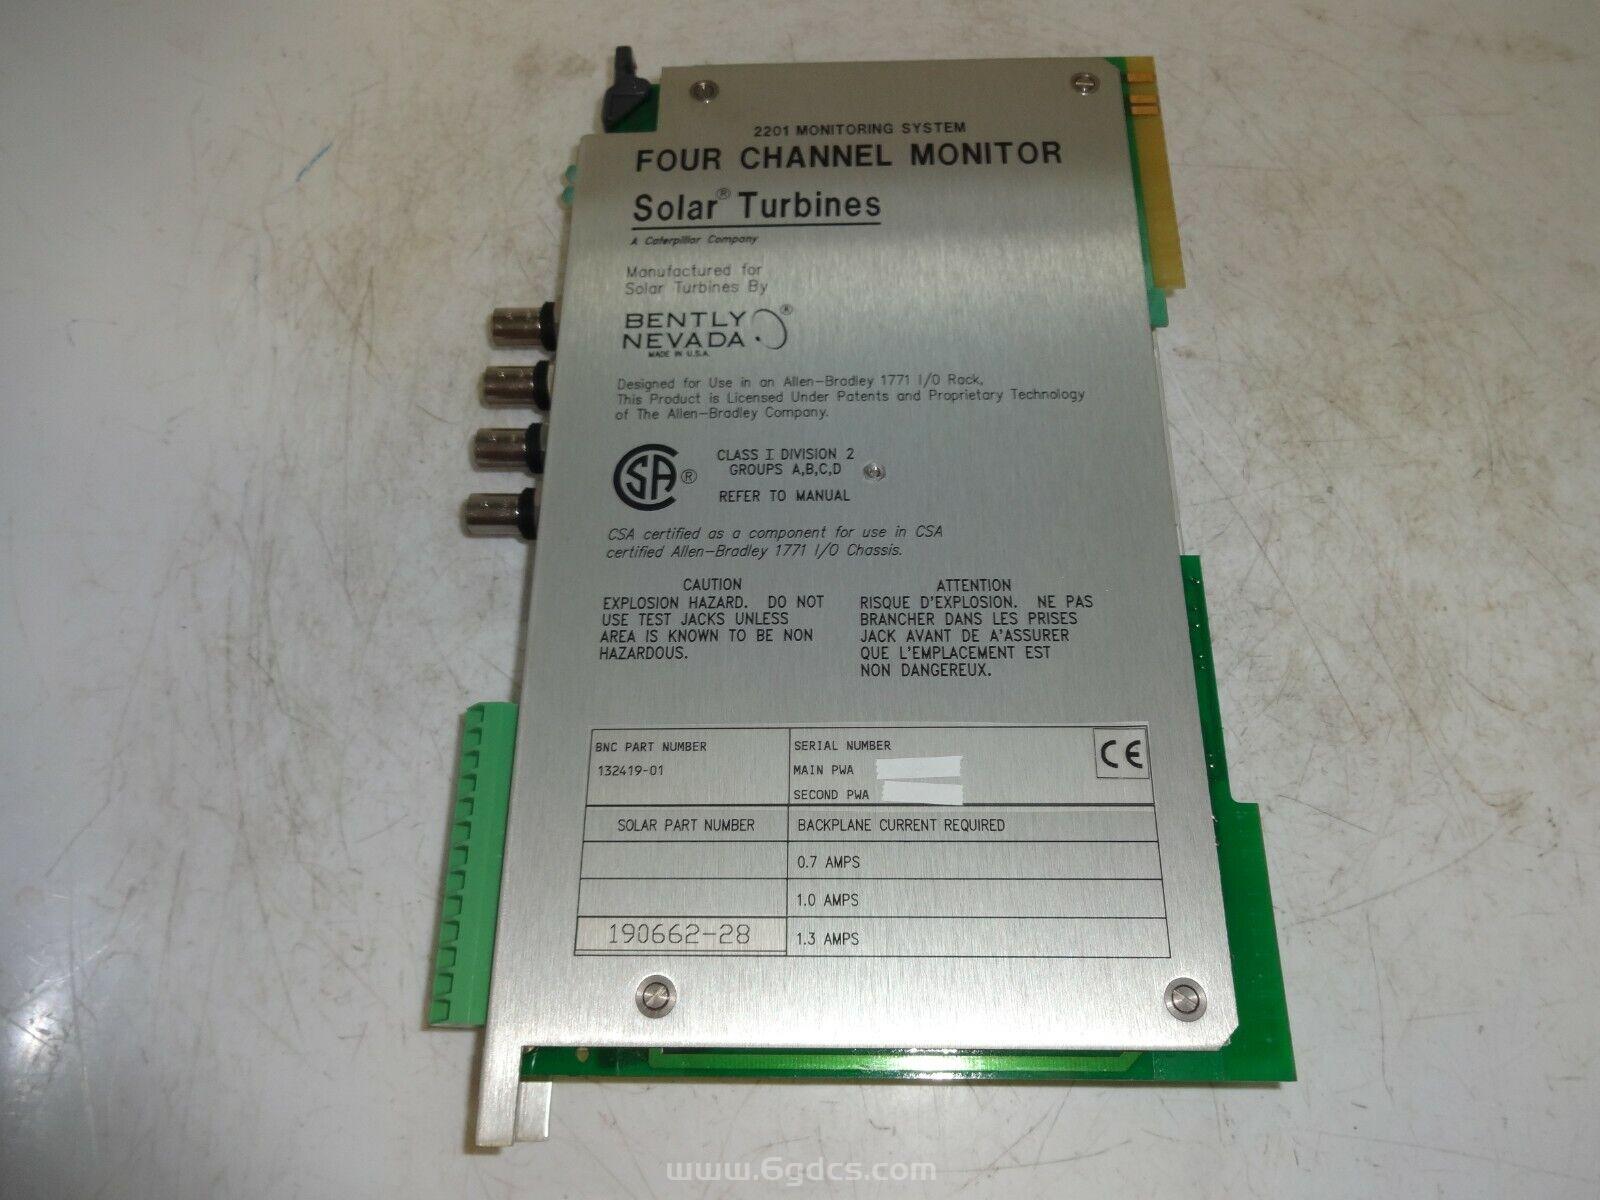 2201 MONITORING SYSTEM
FOUR CHANNEL MONITOR
Solar® Turbines
A Caterpillar Company
Manufactured for
Solar Turbines By
BENTLY
NEVADA ®
MADE IN U.S.A.
Designed for Use in an Allen-Bradley 1771 I/O Rack,
This Product is Licensed Under Patents and Proprietary Technology
of The Allen-Bradley Company.
CSA ®
CLASS I DIVISION 2
GROUPS A,B,C,D
REFER TO MANUAL
CSA certified as a component for use in CSA
certified Allen-Bradley 1771 I/O Chassis.
CAUTION
EXPLOSION HAZARD. DO NOT
USE TEST JACKS UNLESS
AREA IS KNOWN TO BE NON
HAZARDOUS.
ATTENTION
RISQUE D'EXPLOSION. NE PAS
BRANCHER DANS LES PRISES
JACK AVANT DE A'ASSURER
QUE L'EMPLACEMENT EST
NON DANGEREUX.
BNC PART NUMBER
132419-01
SERIAL NUMBER
MAIN PWA
SECOND PWA
CE
SOLAR PART NUMBER
BACKPLANE CURRENT REQUIRED
0.7 AMPS
1.0 AMPS
190662-28
1.3 AMPS
www.6gdcs.com